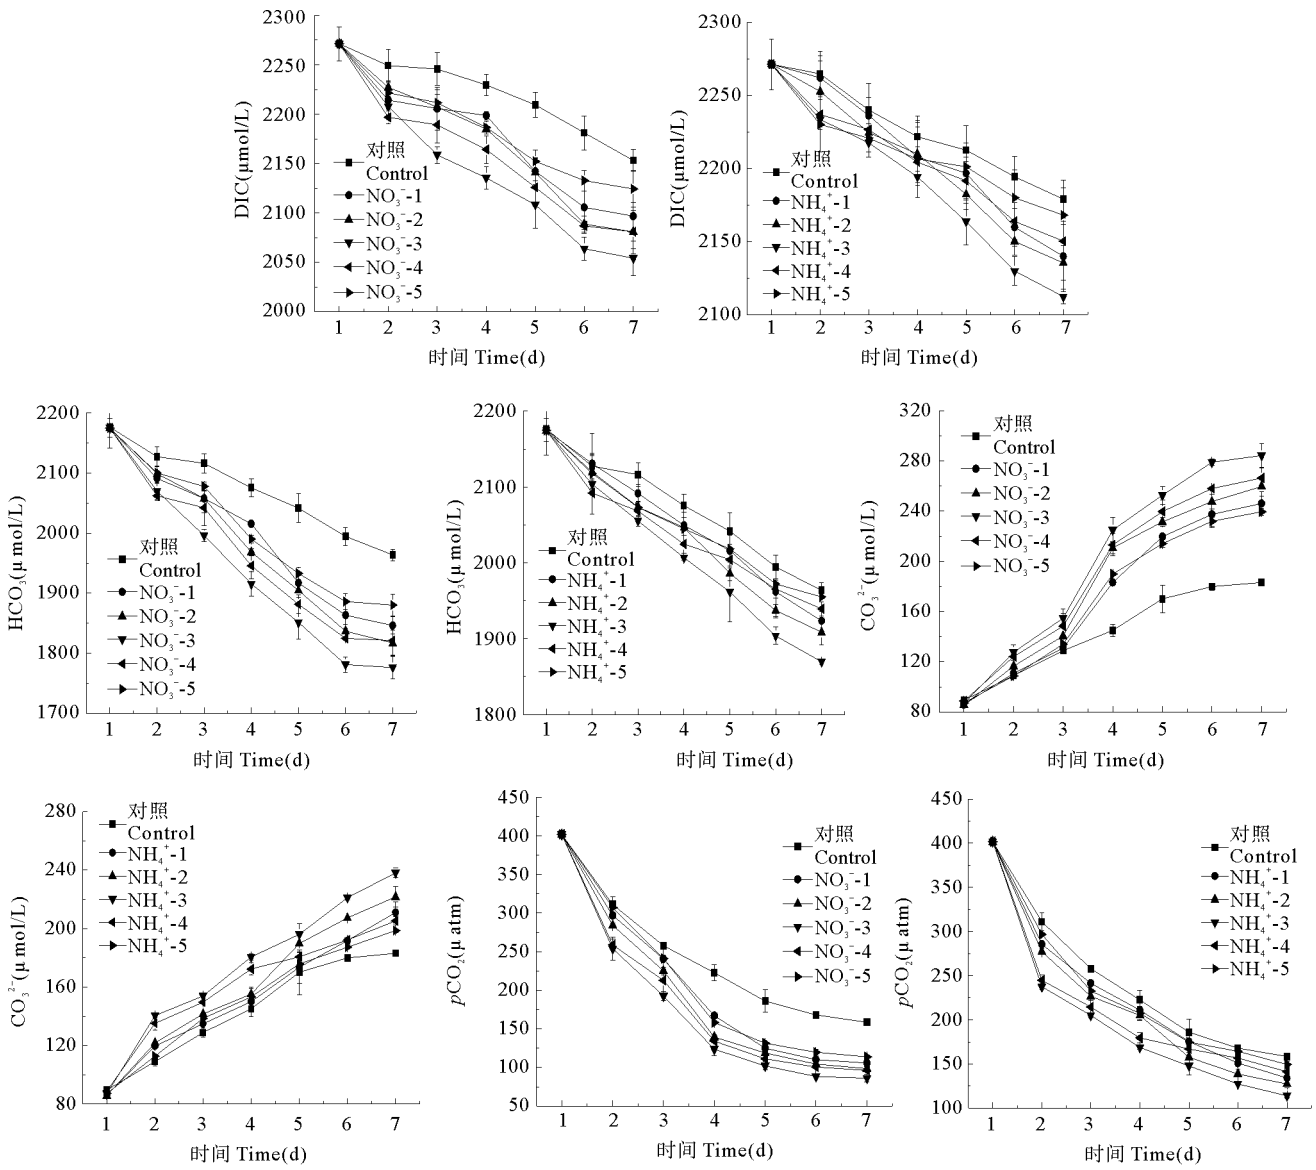 2300
2250
2200
2150
2100
2050
2000
DIC(μmol/L)
对照
Control
NO₃⁻-1
NO₃⁻-2
NO₃⁻-3
NO₃⁻-4
NO₃⁻-5
1 2 3 4 5 6 7
时间 Time(d)
2300
2250
2200
2150
2100
DIC(μmol/L)
对照
Control
NH₄⁺-1
NH₄⁺-2
NH₄⁺-3
NH₄⁺-4
NH₄⁺-5
1 2 3 4 5 6 7
时间 Time(d)
2200
2100
2000
1900
1800
1700
HCO₃⁻(μ mol/L)
对照
Control
NO₃⁻-1
NO₃⁻-2
NO₃⁻-3
NO₃⁻-4
NO₃⁻-5
1 2 3 4 5 6 7
时间 Time(d)
2200
2100
2000
1900
1800
HCO₃⁻(μ mol/L)
对照
Control
NH₄⁺-1
NH₄⁺-2
NH₄⁺-3
NH₄⁺-4
NH₄⁺-5
1 2 3 4 5 6 7
时间 Time(d)
320
280
240
200
160
120
80
CO₃²⁻(μ mol/L)
对照
Control
NO₃⁻-1
NO₃⁻-2
NO₃⁻-3
NO₃⁻-4
NO₃⁻-5
1 2 3 4 5 6 7
时间 Time(d)
280
240
200
160
120
80
CO₃²⁻(μ mol/L)
对照
Control
NH₄⁺-1
NH₄⁺-2
NH₄⁺-3
NH₄⁺-4
NH₄⁺-5
1 2 3 4 5 6 7
时间 Time(d)
450
400
350
300
250
200
150
100
50
pCO₂(μ atm)
对照
Control
NO₃⁻-1
NO₃⁻-2
NO₃⁻-3
NO₃⁻-4
NO₃⁻-5
1 2 3 4 5 6 7
时间 Time(d)
450
400
350
300
250
200
150
100
pCO₂(μ atm)
对照
Control
NH₄⁺-1
NH₄⁺-2
NH₄⁺-3
NH₄⁺-4
NH₄⁺-5
1 2 3 4 5 6 7
时间 Time(d)